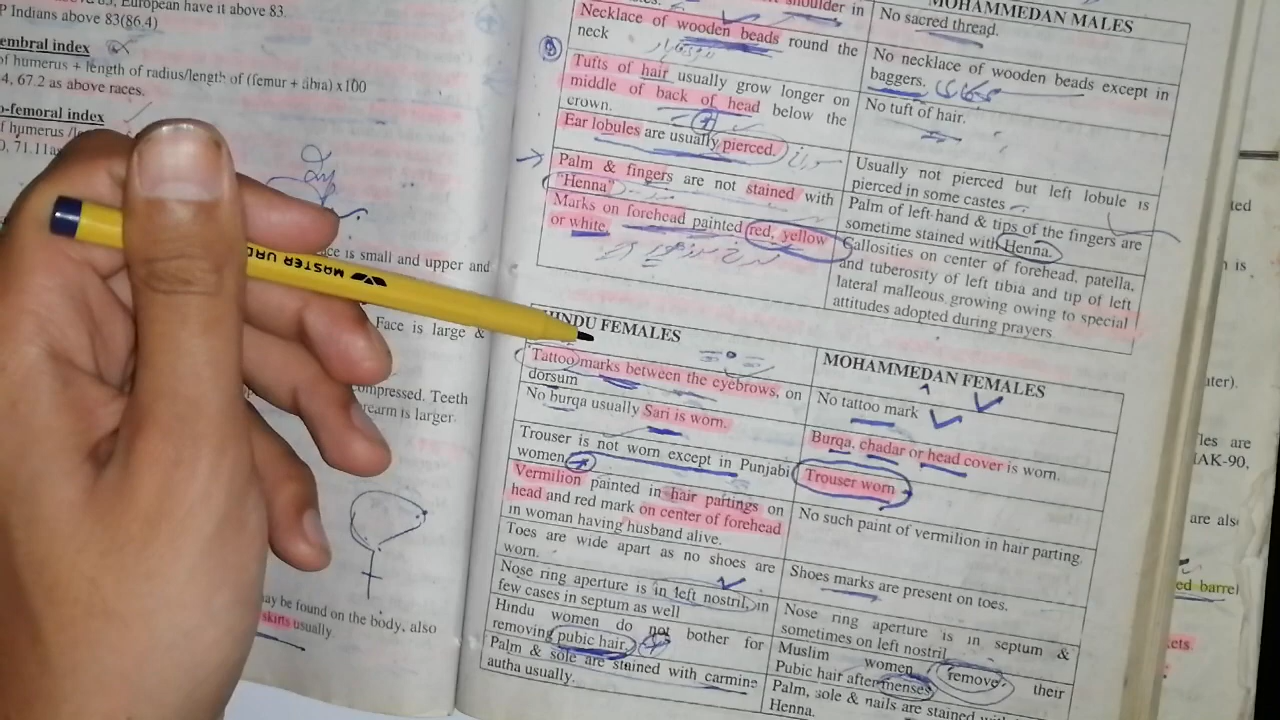 European have it above 83.
P Indians above 83(86.4)
embral index
of humerus + length of radius/length of (femur + tibia) x100
4, 67.2 as above races.
o-femoral index
of humerus
0, 71.11
ace is small and upper and
Face is large &
ompressed. Teeth
rearm is larger.
may be found on the body, also
skirts usually.
MASTER
shoulder in
Necklace of wooden beads round the
neck
Tufts of hair usually grow longer on
middle of back of head below the
crown.
Ear lobules are usually pierced.
Palm & fingers are not stained with
"Henna"
Marks on forehead painted red, yellow
or white.
MOHAMMEDAN MALES
No sacred thread.
No necklace of wooden beads except in
baggers.
No tuft of hair.
Usually not pierced but left lobule is
pierced in some castes
Palm of left-hand & tips of the fingers are
sometime stained with Henna.
Callosities on center of forehead, patella,
and tuberosity of left tibia and tip of left
lateral malleous growing owing to special
attitudes adopted during prayers
HINDU FEMALES
Tattoo marks between the eyebrows, on
dorsum
No burqa usually Sari is worn.
Trouser is not worn except in Punjabi
women
Vermilion painted in hair partings on
head and red mark on center of forehead
in woman having husband alive.
Toes are wide apart as no shoes are
worn.
Nose ring aperture is in left nostril, in
few cases in septum as well
Hindu women do not bother for
removing pubic hair.
Palm & sole are stained with carmine
autha usually.
MOHAMMEDAN FEMALES
No tattoo mark
Burqa, chadar or head cover is worn.
Trouser worn
No such paint of vermilion in hair parting.
Shoes marks are present on toes.
Nose ring aperture is in septum &
sometimes on left nostril
Muslim women remove their
Pubic hair after menses
Palm, sole & nails are stained with
Henna.
ater).
les are
AK-90,
are also
ed barrel
kets.